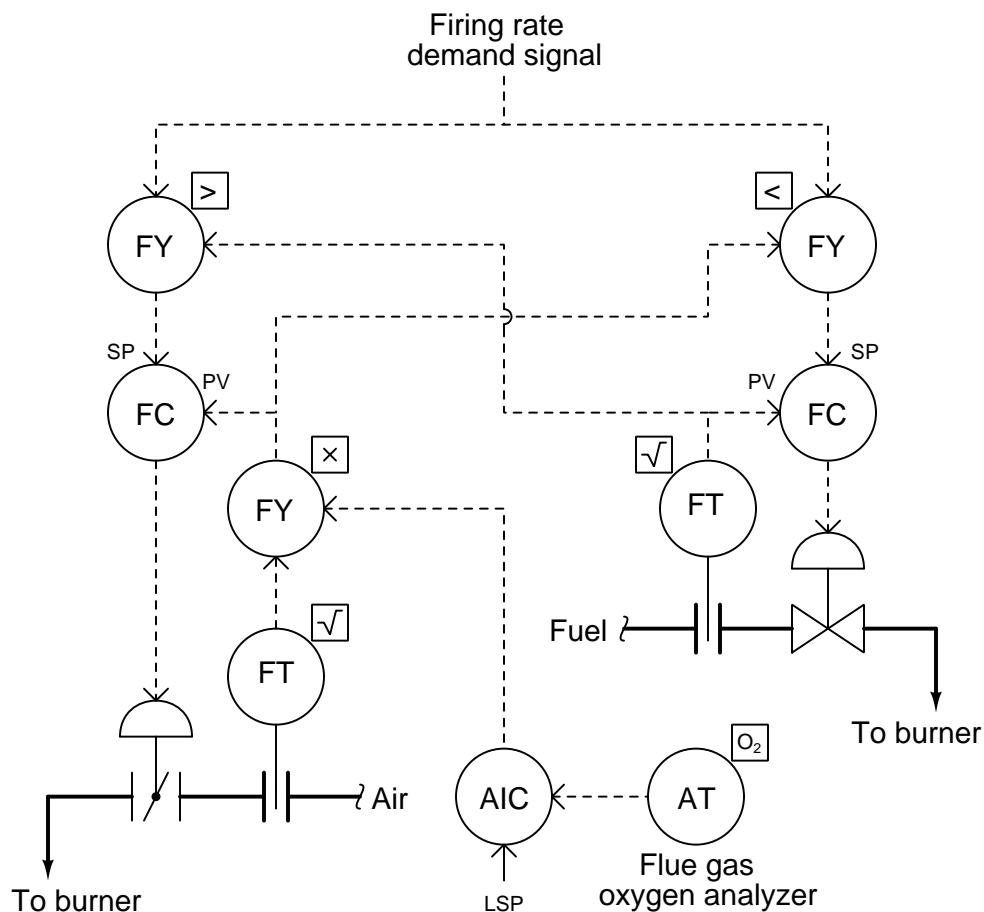 Firing rate
demand signal
>
<
FY
FY
SP
SP
PV
PV
FC
FC
×
√
FY
FT
√
Fuel
FT
To burner
O₂
Air
AIC
AT
Flue gas
oxygen analyzer
To burner
LSP